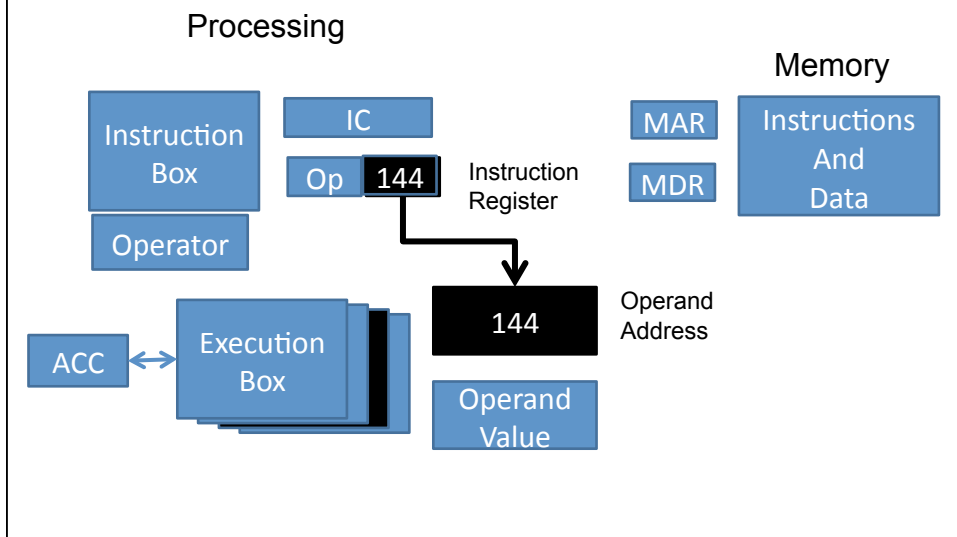 Processing
Memory
Instruction
Box
IC
MAR
Instructions
And
Data
Op
144
Instruction
Register
MDR
Operator
144
Operand
Address
ACC
Execution
Box
Operand
Value